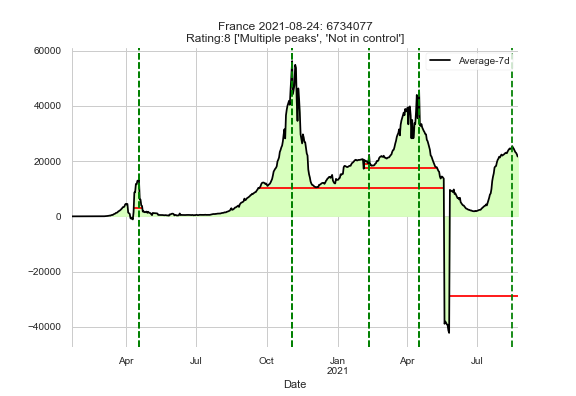 France 2021-08-24: 6734077
Rating:8 ['Multiple peaks', 'Not in control']
Average-7d
60000
40000
20000
0
−20000
−40000
Apr
Jul
Oct
Jan
2021
Apr
Jul
Date